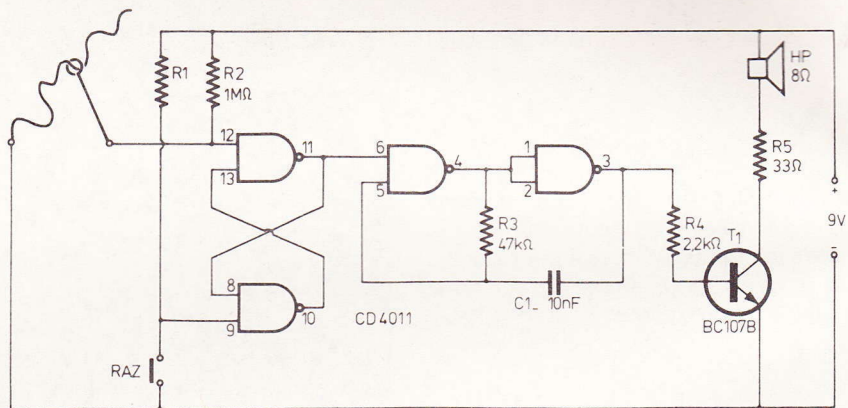 R1
R2
1MΩ
12
13
11
8
9
10
RAZ
6
5
4
1
2
3
R3
47kΩ
C1_ 10nF
CD4011
R4
2,2kΩ
T1
BC107B
HP
8Ω
R5
33Ω
+
9V
-